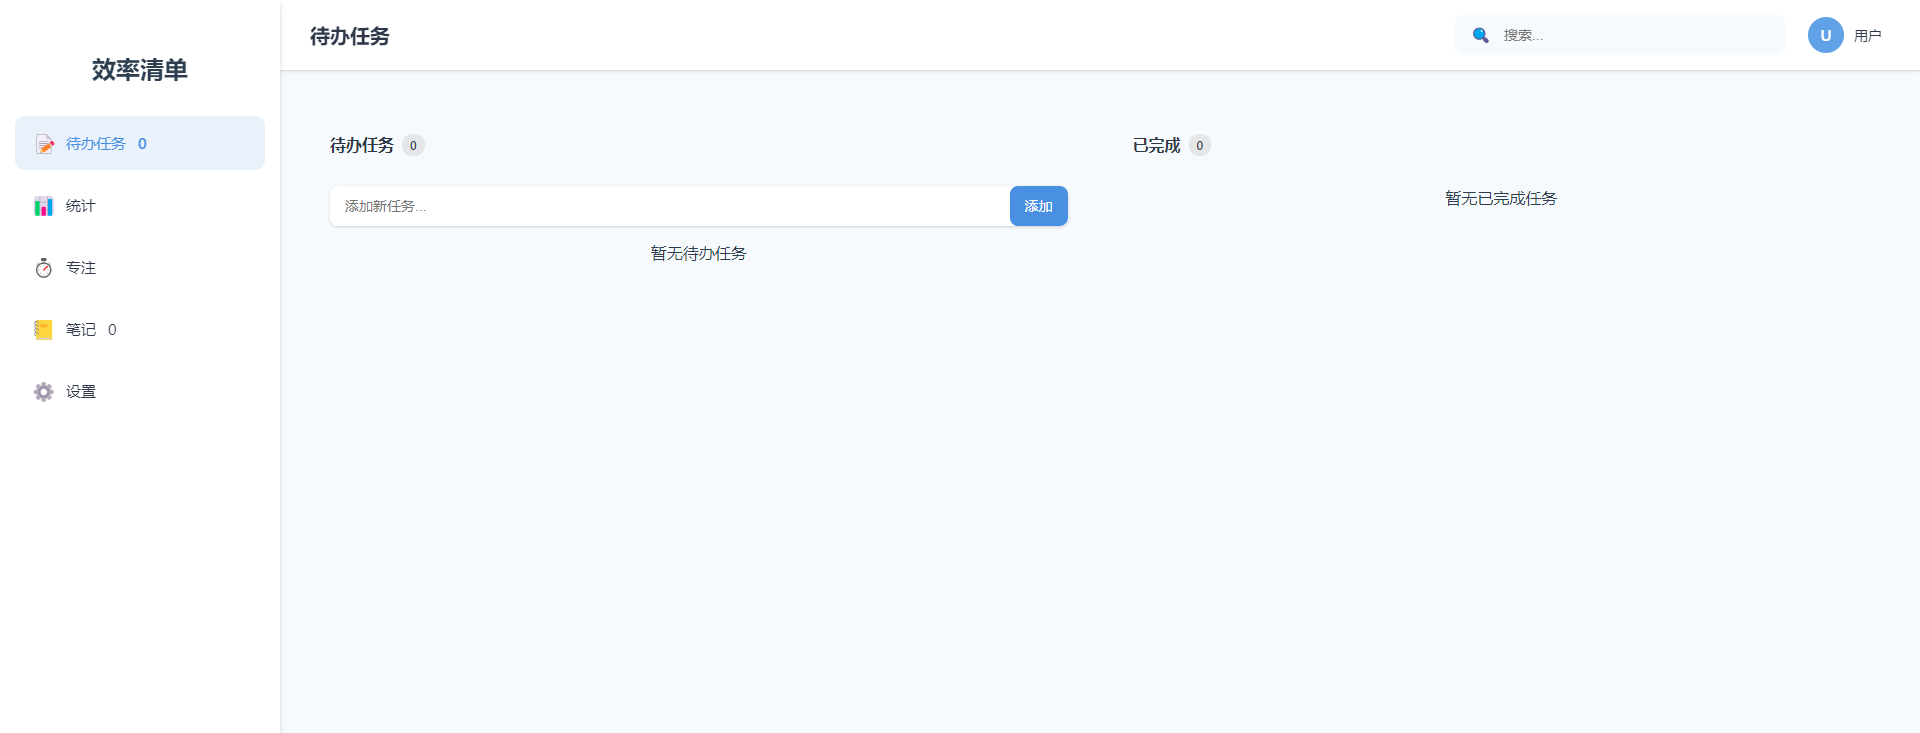 效率清单
待办任务 0
统计
专注
笔记 0
设置
待办任务
搜索...
U 用户
待办任务 0
添加新任务...
添加
暂无待办任务
已完成 0
暂无已完成任务